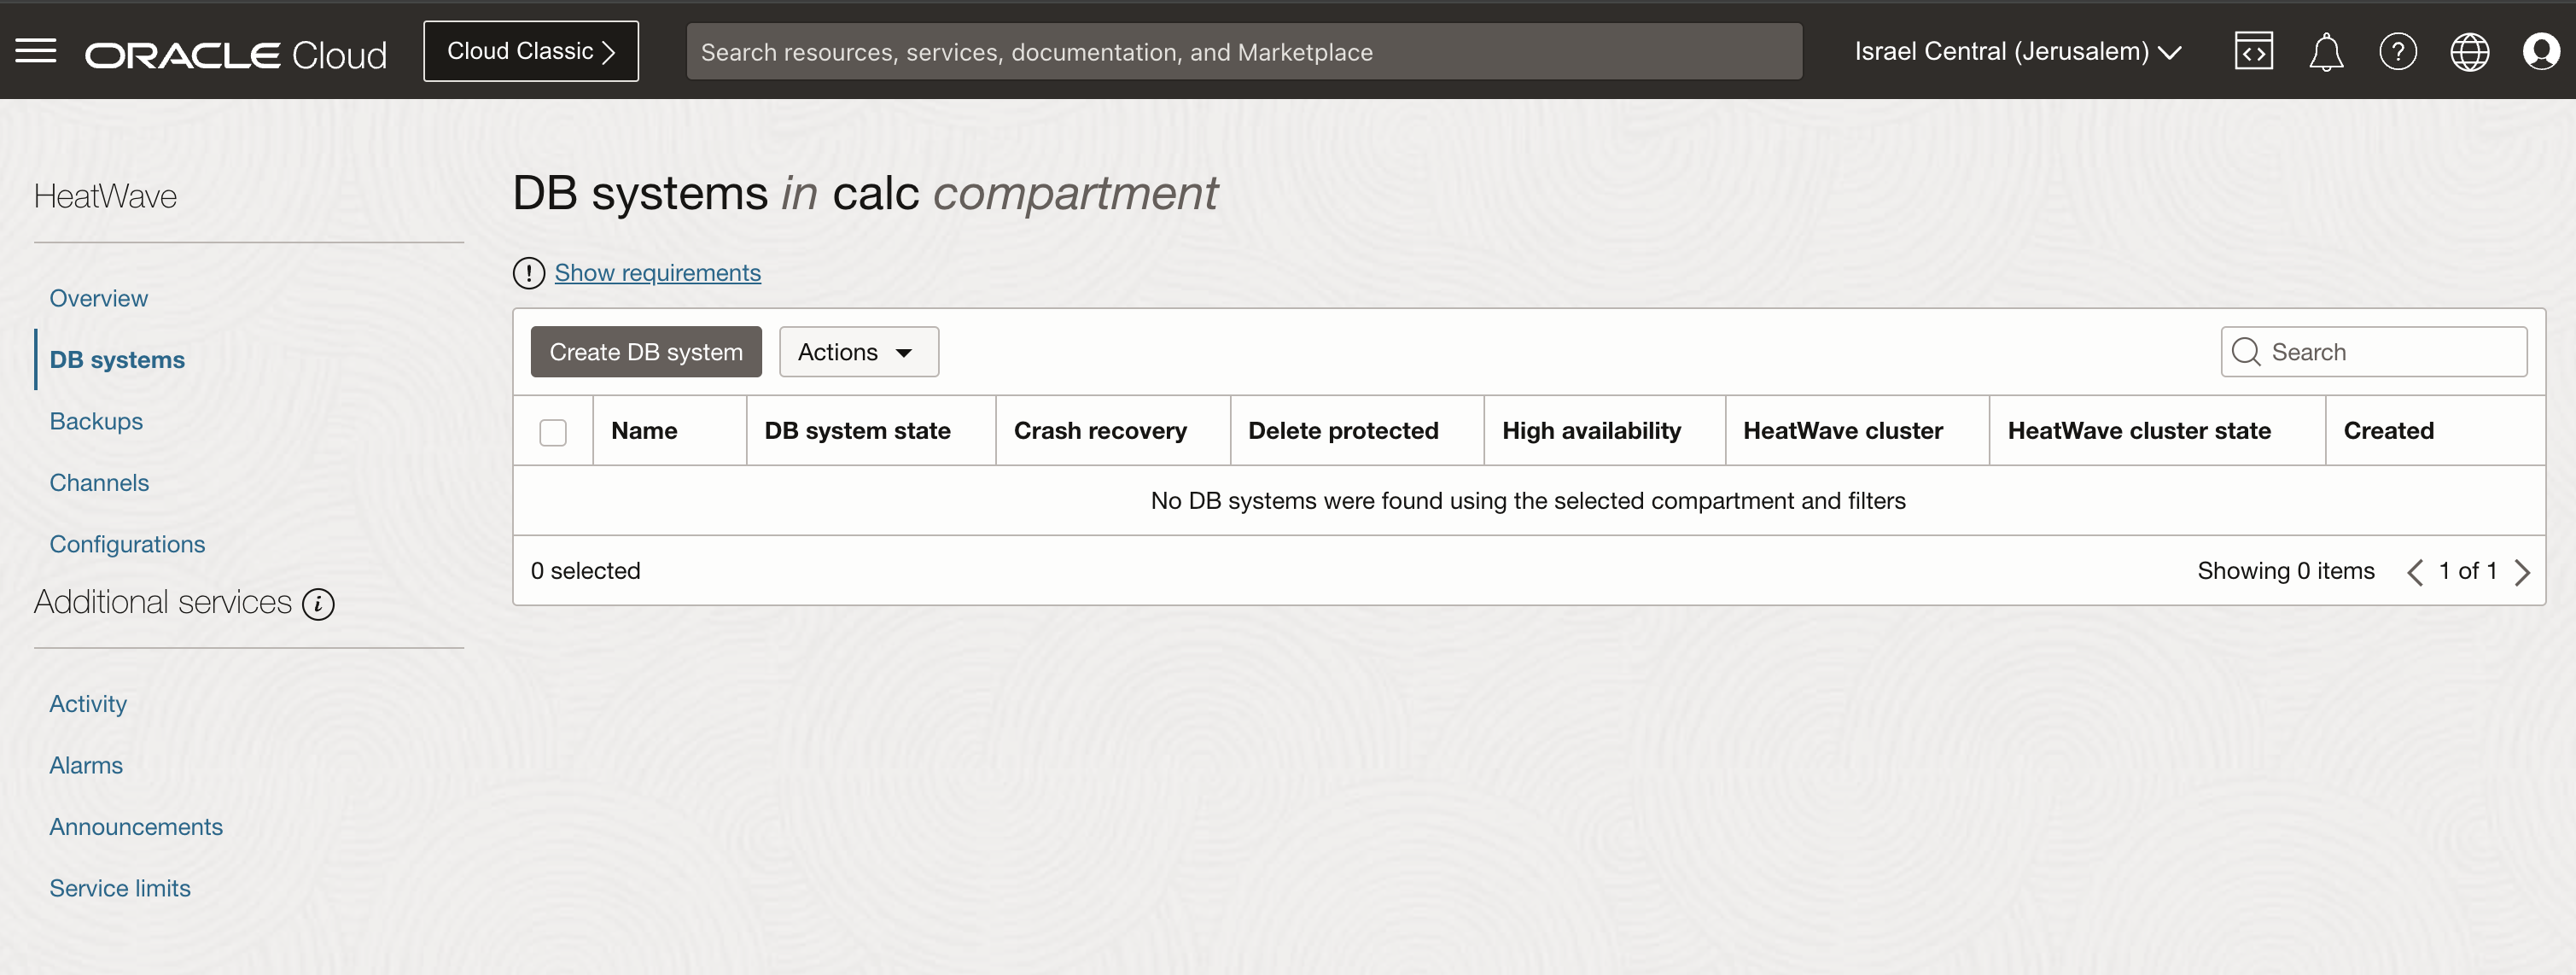 ORACLE Cloud
Cloud Classic
Search resources, services, documentation, and Marketplace
Israel Central (Jerusalem)
HeatWave
Overview
DB systems
Backups
Channels
Configurations
Additional services
Activity
Alarms
Announcements
Service limits
DB systems in calc compartment
Show requirements
Create DB system Actions Search
Name DB system state Crash recovery Delete protected High availability HeatWave cluster HeatWave cluster state Created
No DB systems were found using the selected compartment and filters
0 selected Showing 0 items 1 of 1